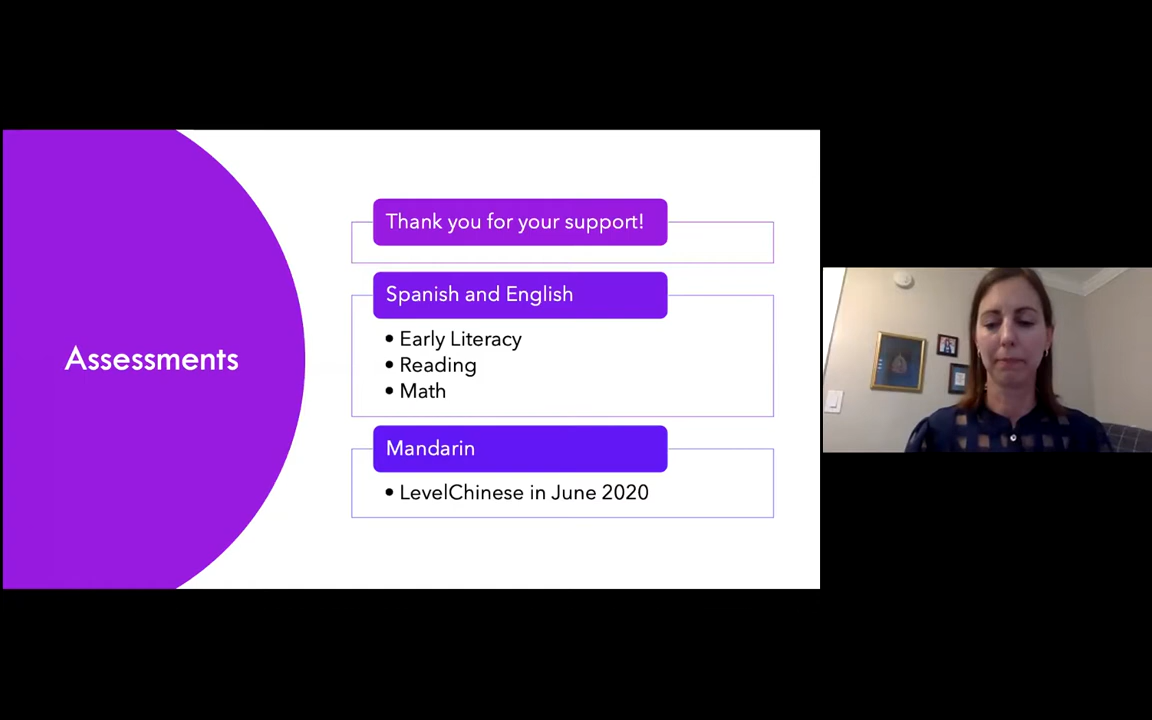 Assessments
Thank you for your support!
Spanish and English
• Early Literacy
• Reading
• Math
Mandarin
• LevelChinese in June 2020